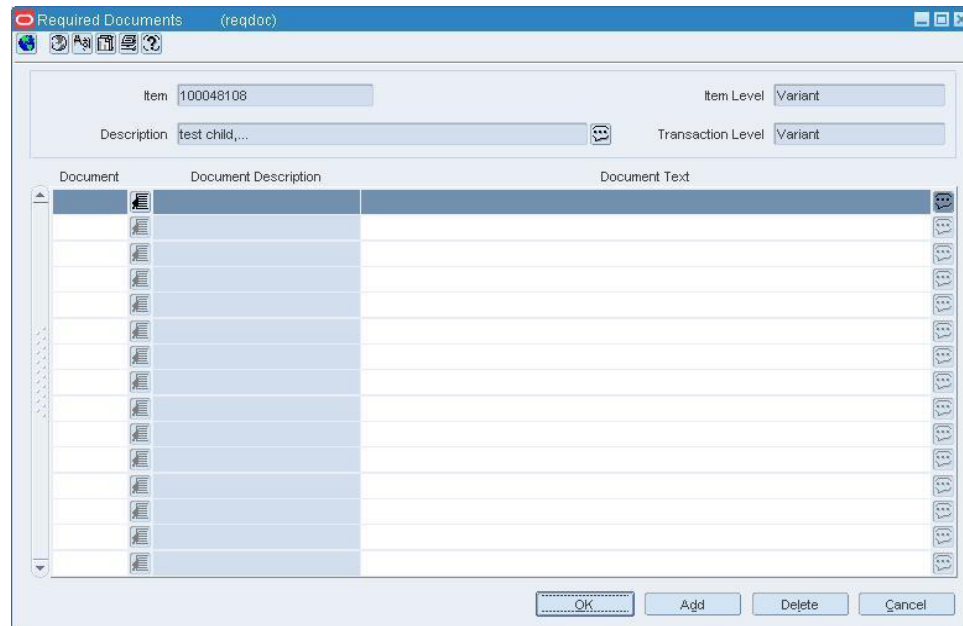 Required Documents (reqdoc)
Item 100048108 Item Level Variant
Description test child,... Transaction Level Variant
Document Document Description Document Text
OK Add Delete Cancel